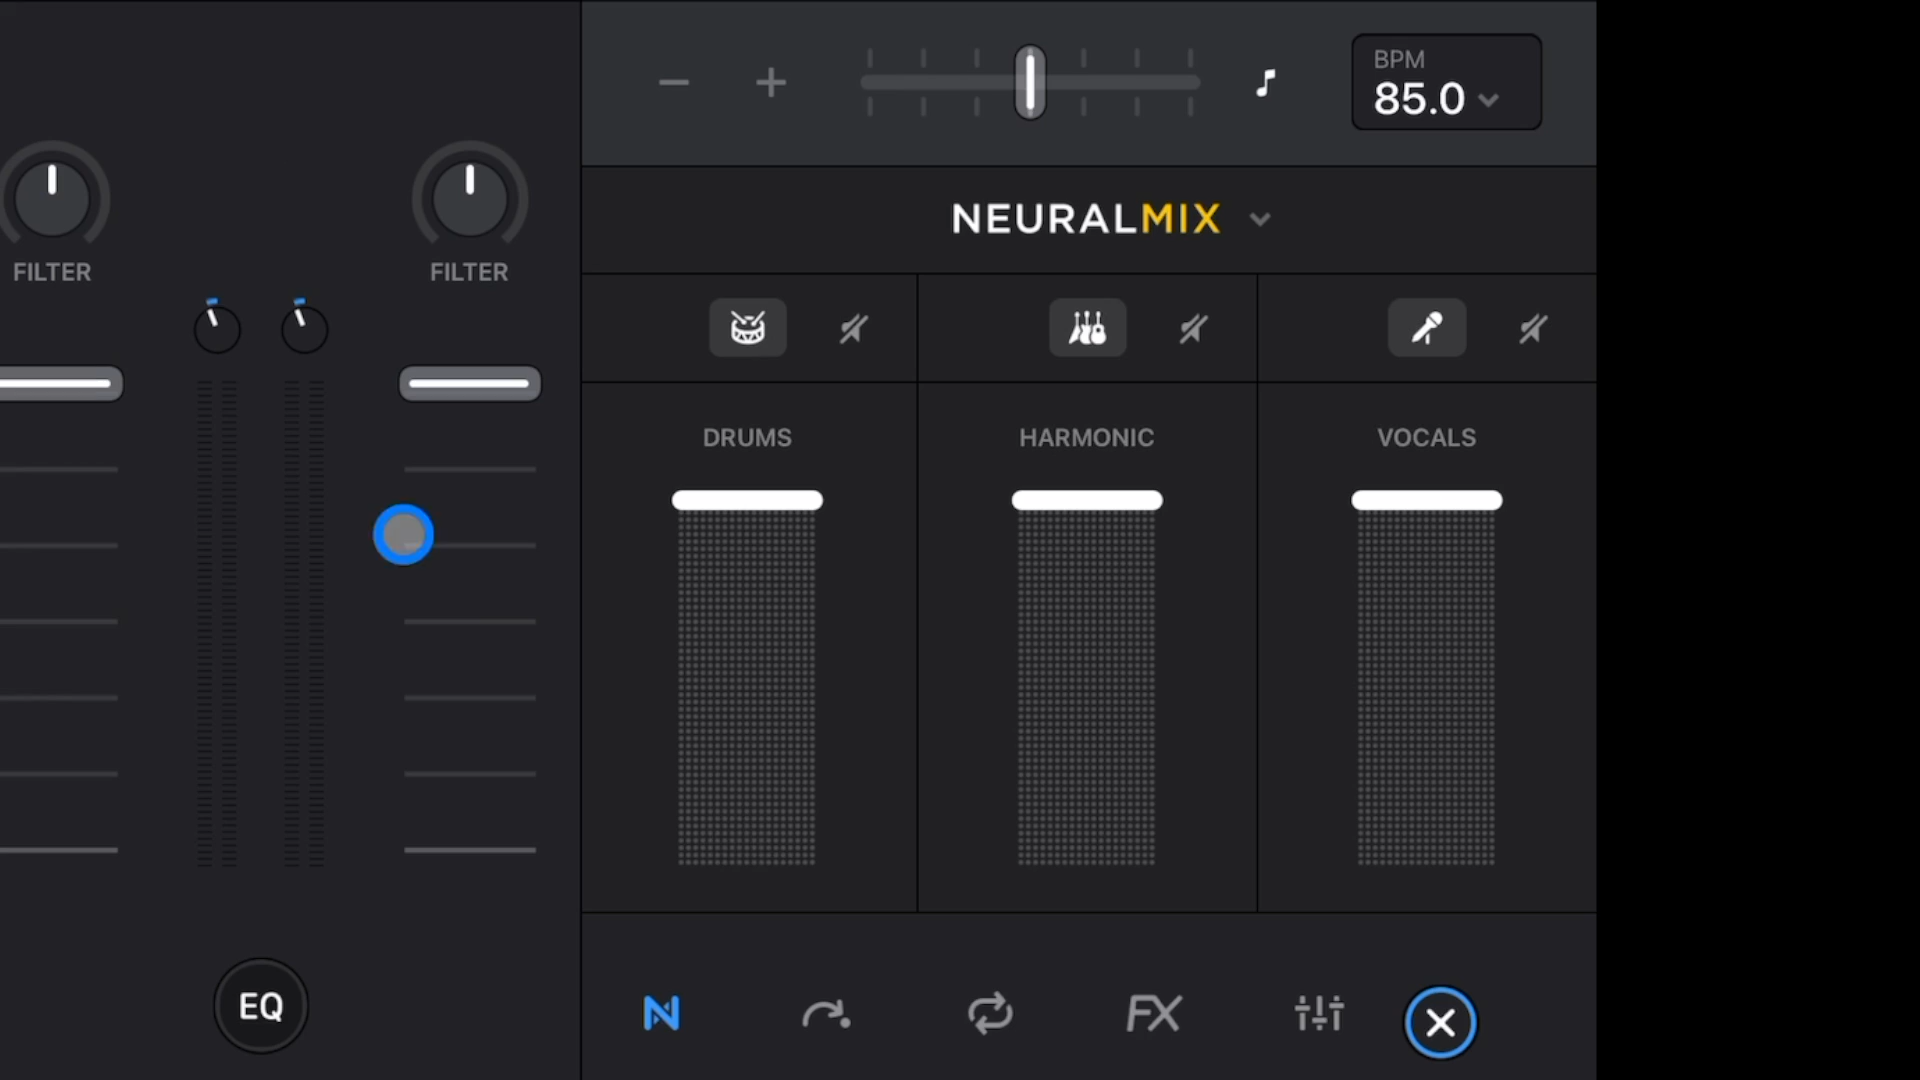 BPM
85.0
NEURALMIX
FILTER
FILTER
DRUMS
HARMONIC
VOCALS
EQ
N
FX